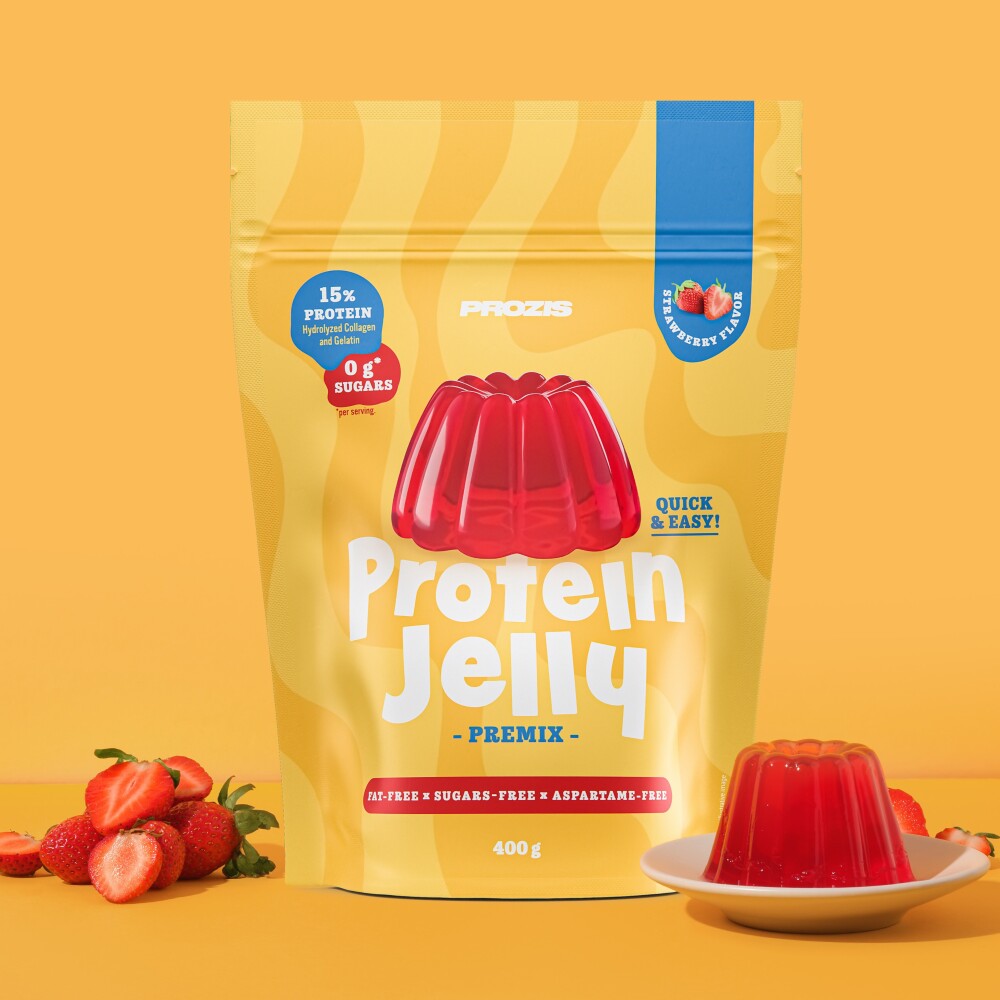 15%
PROTEIN
Hydrolyzed Collagen
and Gelatin
0 g*
SUGARS
*per serving.
PROZIS
STRAWBERRY FLAVOR
QUICK
& EASY!
Protein
Jelly
- PREMIX -
FAT-FREE x SUGARS-FREE x ASPARTAME-FREE
400 g
image